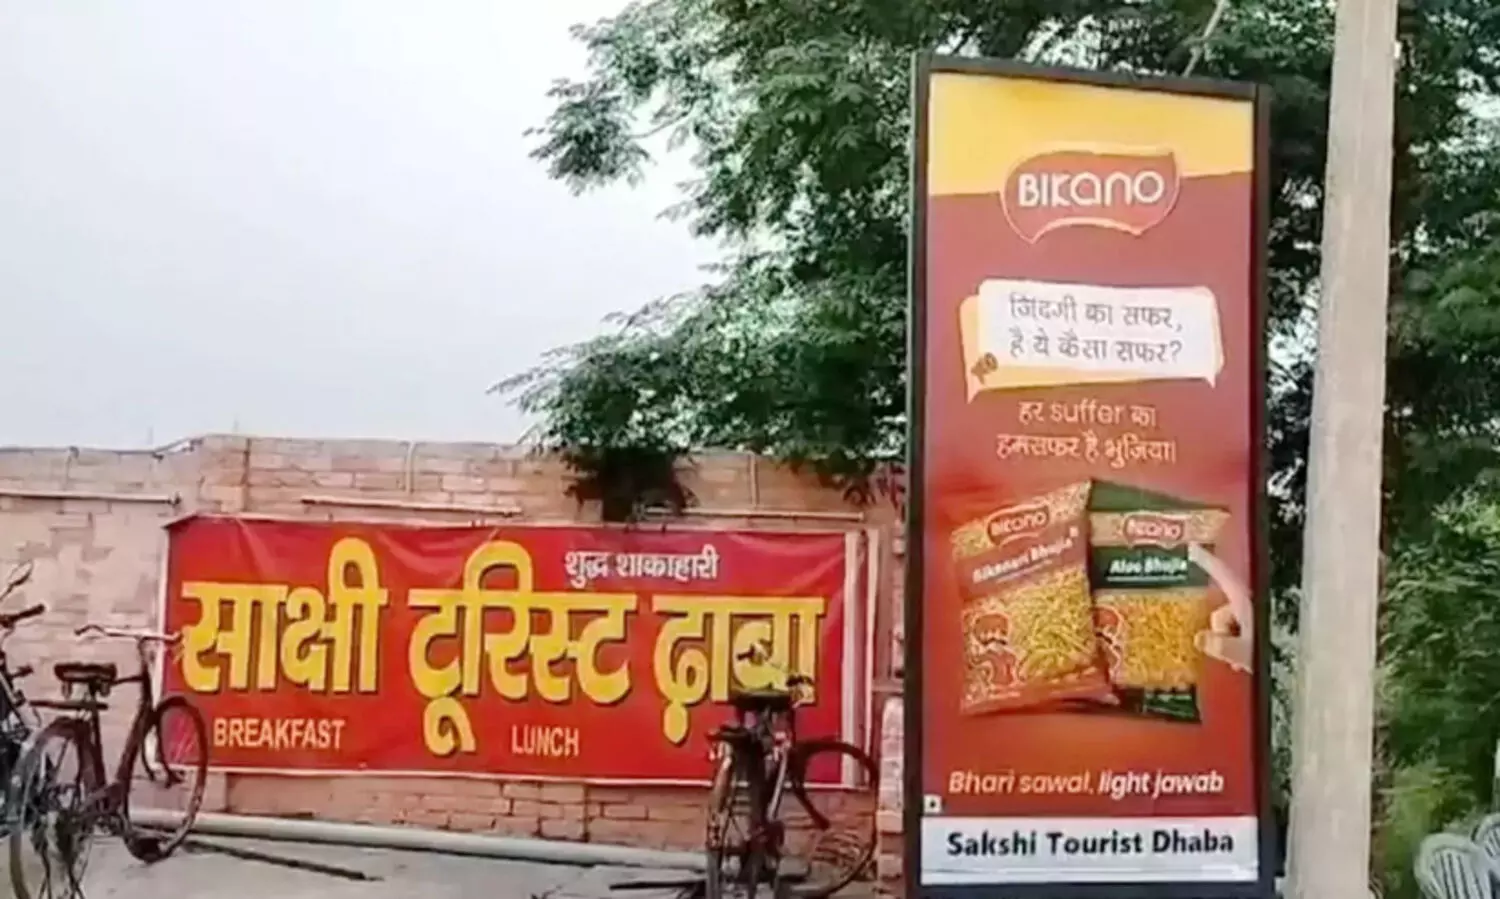 शुद्ध शाकाहारी
साक्षी टूरिस्ट ढ़ाबा
BREAKFAST LUNCH
BIKANO
जिंदगी का सफर,
है ये कैसा सफर?
हर suffer का
हमसफर है भुजिया।
BIKANO
Bikaneri Bhujia
BIKANO
Aloo Bhujia
Bhari sawal, light jawab
Sakshi Tourist Dhaba